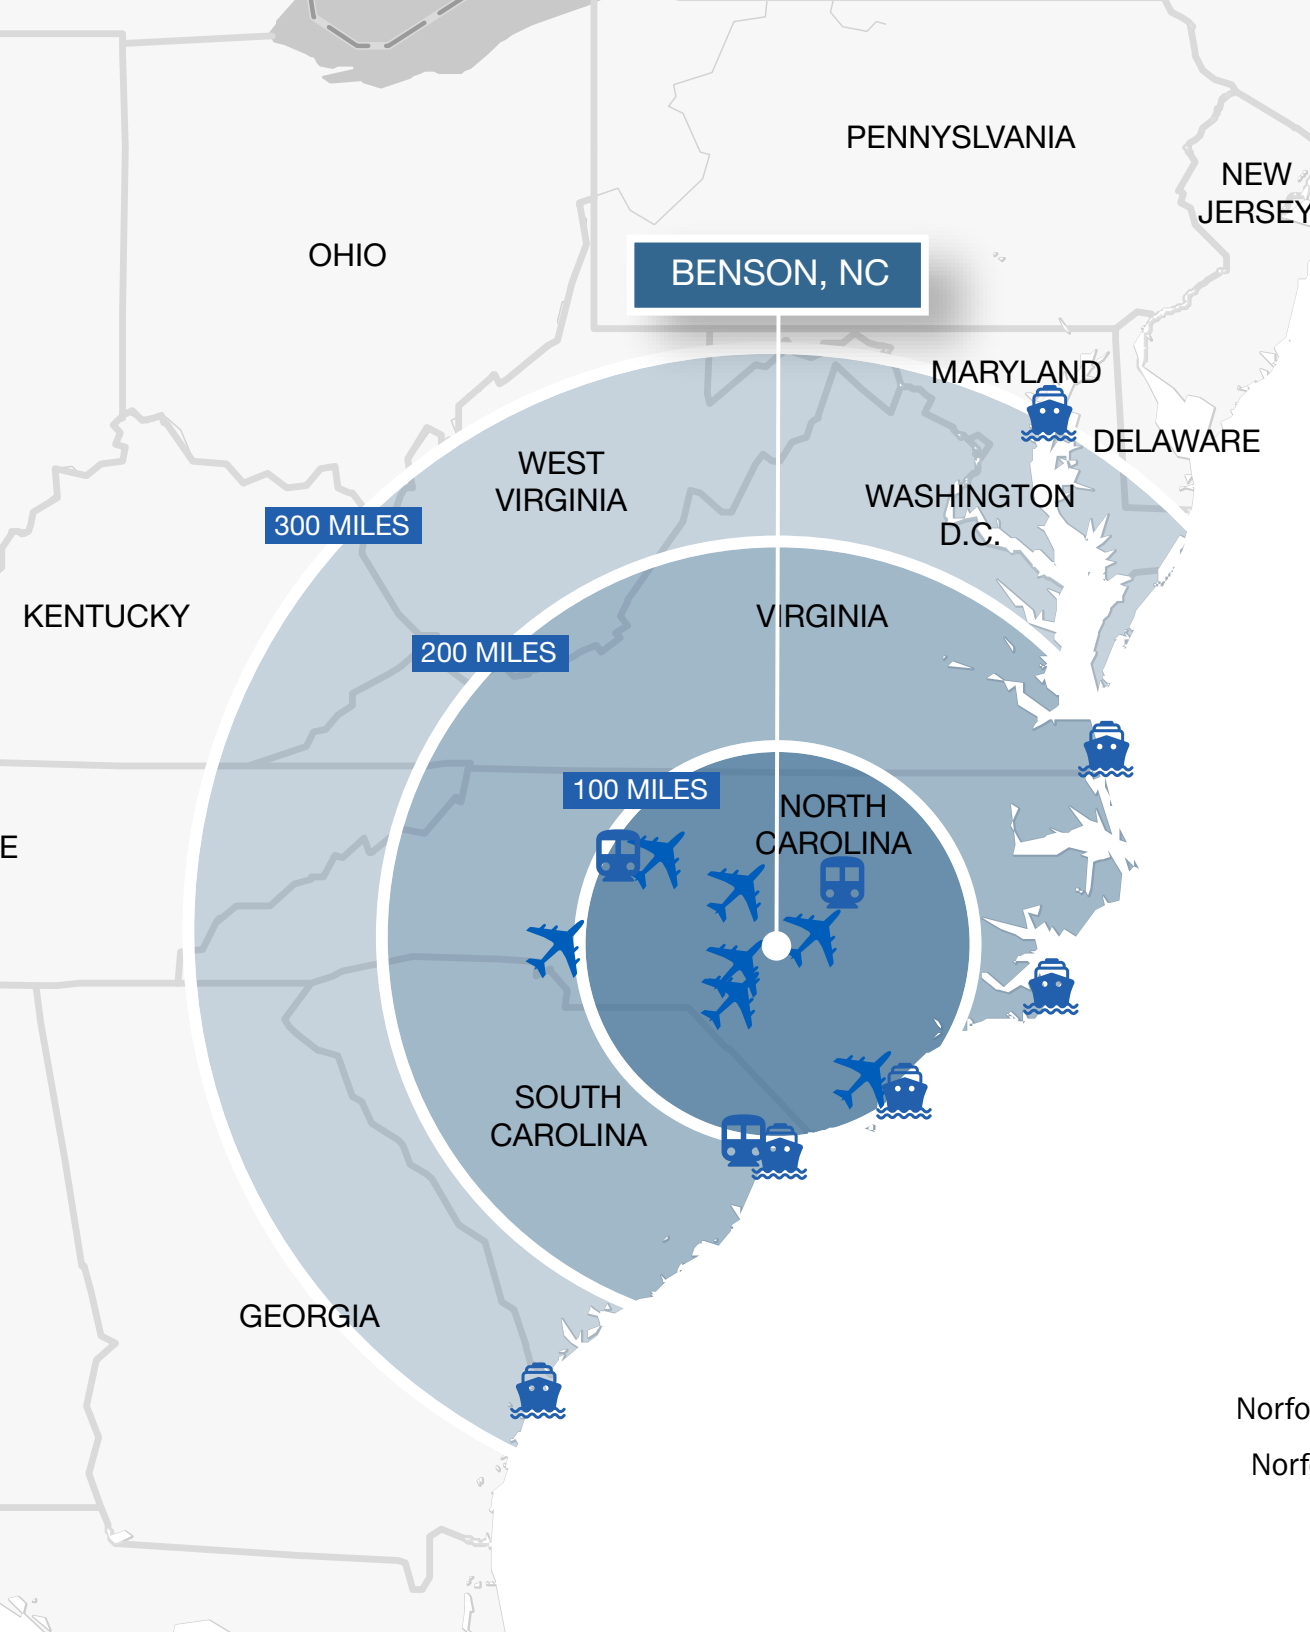 PENNYSLVANIA
NEW
JERSEY
OHIO
BENSON, NC
MARYLAND
DELAWARE
WEST
VIRGINIA
WASHINGTON
D.C.
300 MILES
KENTUCKY
VIRGINIA
200 MILES
100 MILES
NORTH
CAROLINA
E
SOUTH
CAROLINA
GEORGIA
Norfo
Norf